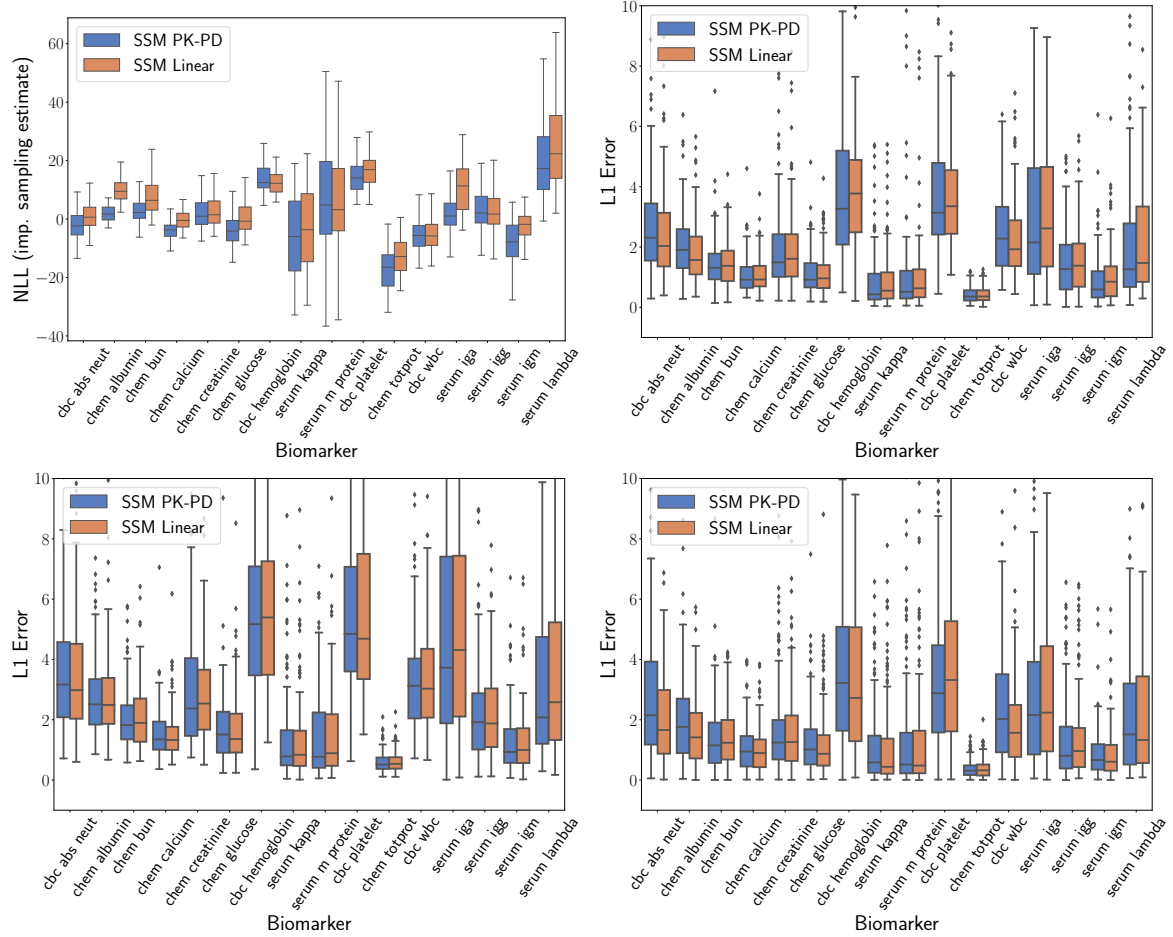 SSM PK-PD
SSM Linear
NLL (imp. sampling estimate)
60
40
20
0
−20
−40
cbc abs neut
chem albumin
chem bun
chem calcium
chem creatinine
chem glucose
cbc hemoglobin
serum kappa
serum m protein
cbc platelet
chem totprot
cbc wbc
serum iga
serum igg
serum igm
serum lambda
Biomarker
SSM PK-PD
SSM Linear
L1 Error
10
8
6
4
2
0
cbc abs neut
chem albumin
chem bun
chem calcium
chem creatinine
chem glucose
cbc hemoglobin
serum kappa
serum m protein
cbc platelet
chem totprot
cbc wbc
serum iga
serum igg
serum igm
serum lambda
Biomarker
SSM PK-PD
SSM Linear
L1 Error
10
8
6
4
2
0
cbc abs neut
chem albumin
chem bun
chem calcium
chem creatinine
chem glucose
cbc hemoglobin
serum kappa
serum m protein
cbc platelet
chem totprot
cbc wbc
serum iga
serum igg
serum igm
serum lambda
Biomarker
SSM PK-PD
SSM Linear
L1 Error
10
8
6
4
2
0
cbc abs neut
chem albumin
chem bun
chem calcium
chem creatinine
chem glucose
cbc hemoglobin
serum kappa
serum m protein
cbc platelet
chem totprot
cbc wbc
serum iga
serum igg
serum igm
serum lambda
Biomarker